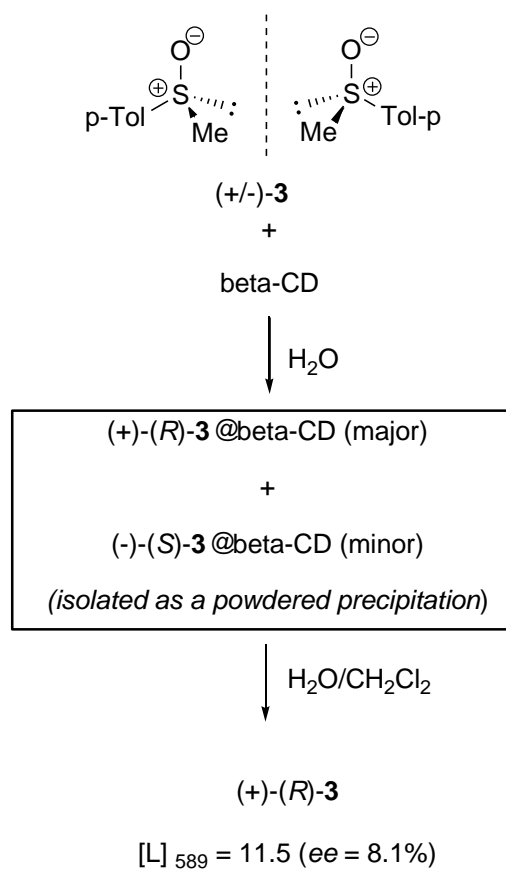 O⊖ O⊖
⊕ ⊕
p-Tol S : : S Tol-p
Me Me
(+/-)-3
+
beta-CD
H₂O
(+)-(R)-3 @beta-CD (major)
+
(-)-(S)-3 @beta-CD (minor)
(isolated as a powdered precipitation)
H₂O/CH₂Cl₂
(+)-(R)-3
[L] ₅₈₉ = 11.5 (ee = 8.1%)